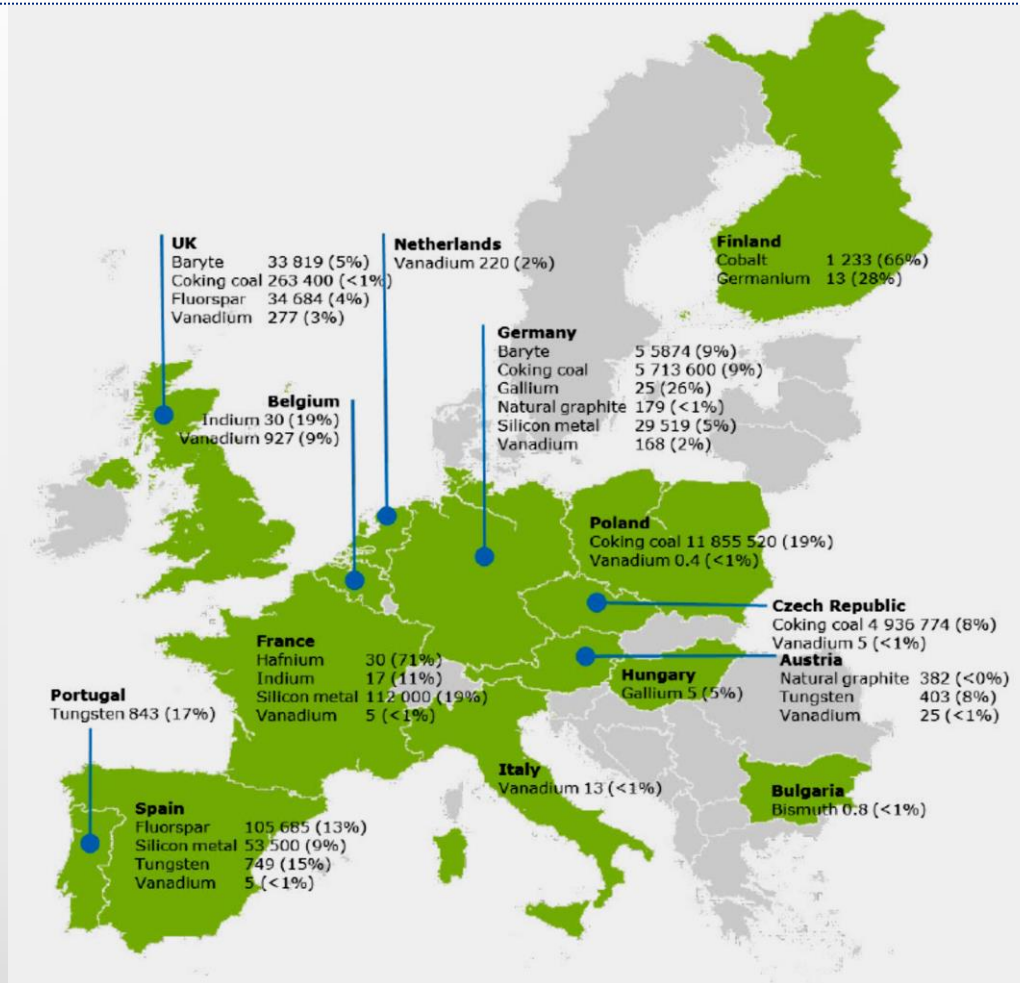 UK
Baryte 33 819 (5%)
Coking coal 263 400 (<1%)
Fluorspar 34 684 (4%)
Vanadium 277 (3%)
Netherlands
Vanadium 220 (2%)
Finland
Cobalt 1 233 (66%)
Germanium 13 (28%)
Germany
Baryte 5 5874 (9%)
Coking coal 5 713 600 (9%)
Gallium 25 (26%)
Natural graphite 179 (<1%)
Silicon metal 29 519 (5%)
Vanadium 168 (2%)
Belgium
Indium 30 (19%)
Vanadium 927 (9%)
Poland
Coking coal 11 855 520 (19%)
Vanadium 0.4 (<1%)
Czech Republic
Coking coal 4 936 774 (8%)
Vanadium 5 (<1%)
Austria
Natural graphite 382 (<0%)
Tungsten 403 (8%)
Vanadium 25 (<1%)
France
Hafnium 30 (71%)
Indium 17 (11%)
Silicon metal 112 000 (19%)
Vanadium 5 (<1%)
Hungary
Gallium 5 (5%)
Portugal
Tungsten 843 (17%)
Italy
Vanadium 13 (<1%)
Bulgaria
Bismuth 0.8 (<1%)
Spain
Fluorspar 105 685 (13%)
Silicon metal 53 500 (9%)
Tungsten 749 (15%)
Vanadium 5 (<1%)